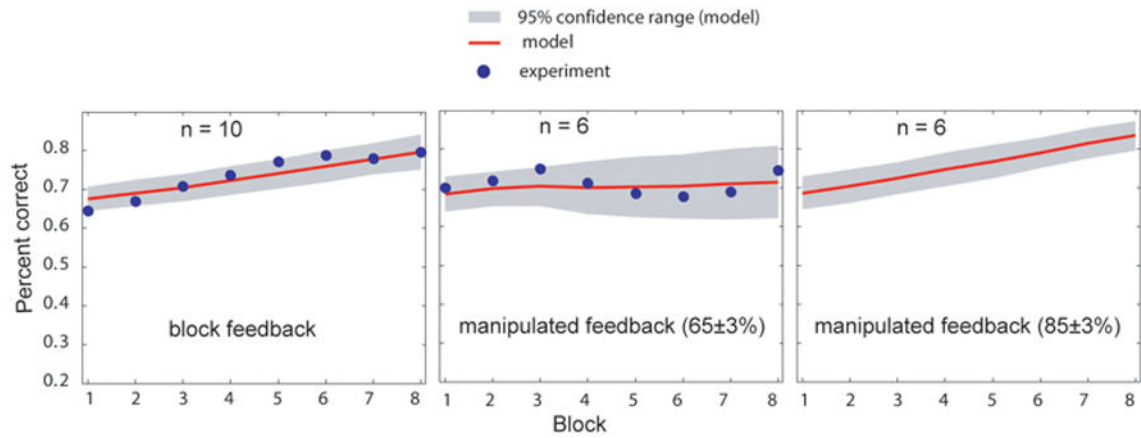 95% confidence range (model)
model
experiment
n = 10
n = 6
n = 6
Percent correct
0.8
0.7
0.6
0.5
0.4
0.3
0.2
block feedback
manipulated feedback (65±3%)
manipulated feedback (85±3%)
1 2 3 4 5 6 7 8
1 2 3 4 5 6 7 8
1 2 3 4 5 6 7 8
Block